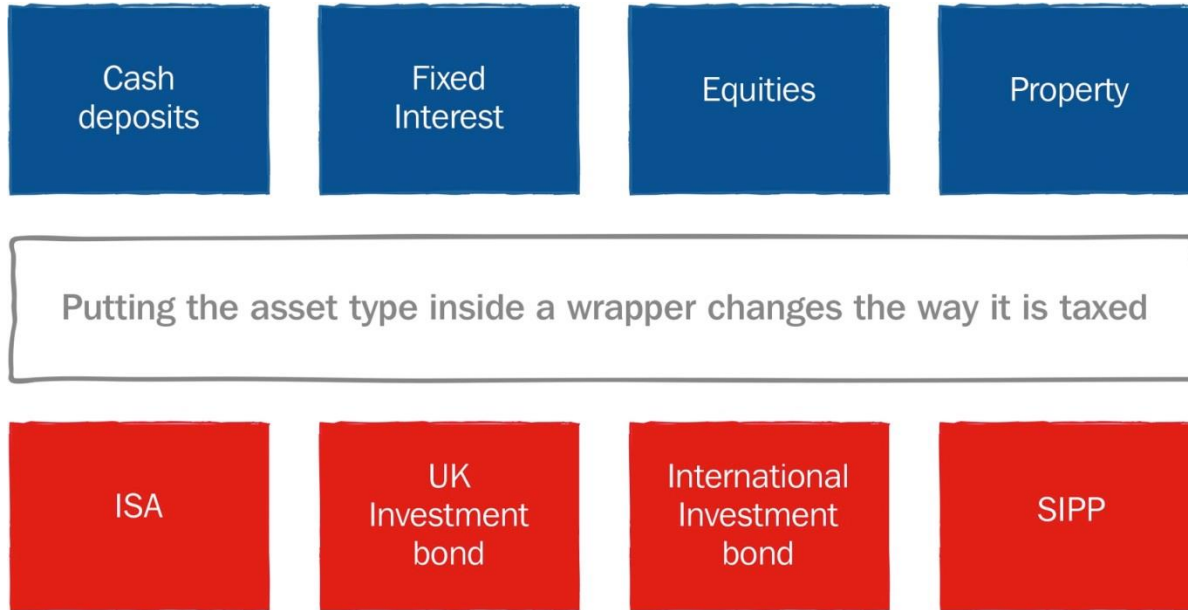 Cash
deposits
Fixed
Interest
Equities
Property
Putting the asset type inside a wrapper changes the way it is taxed
ISA
UK
Investment
bond
International
Investment
bond
SIPP